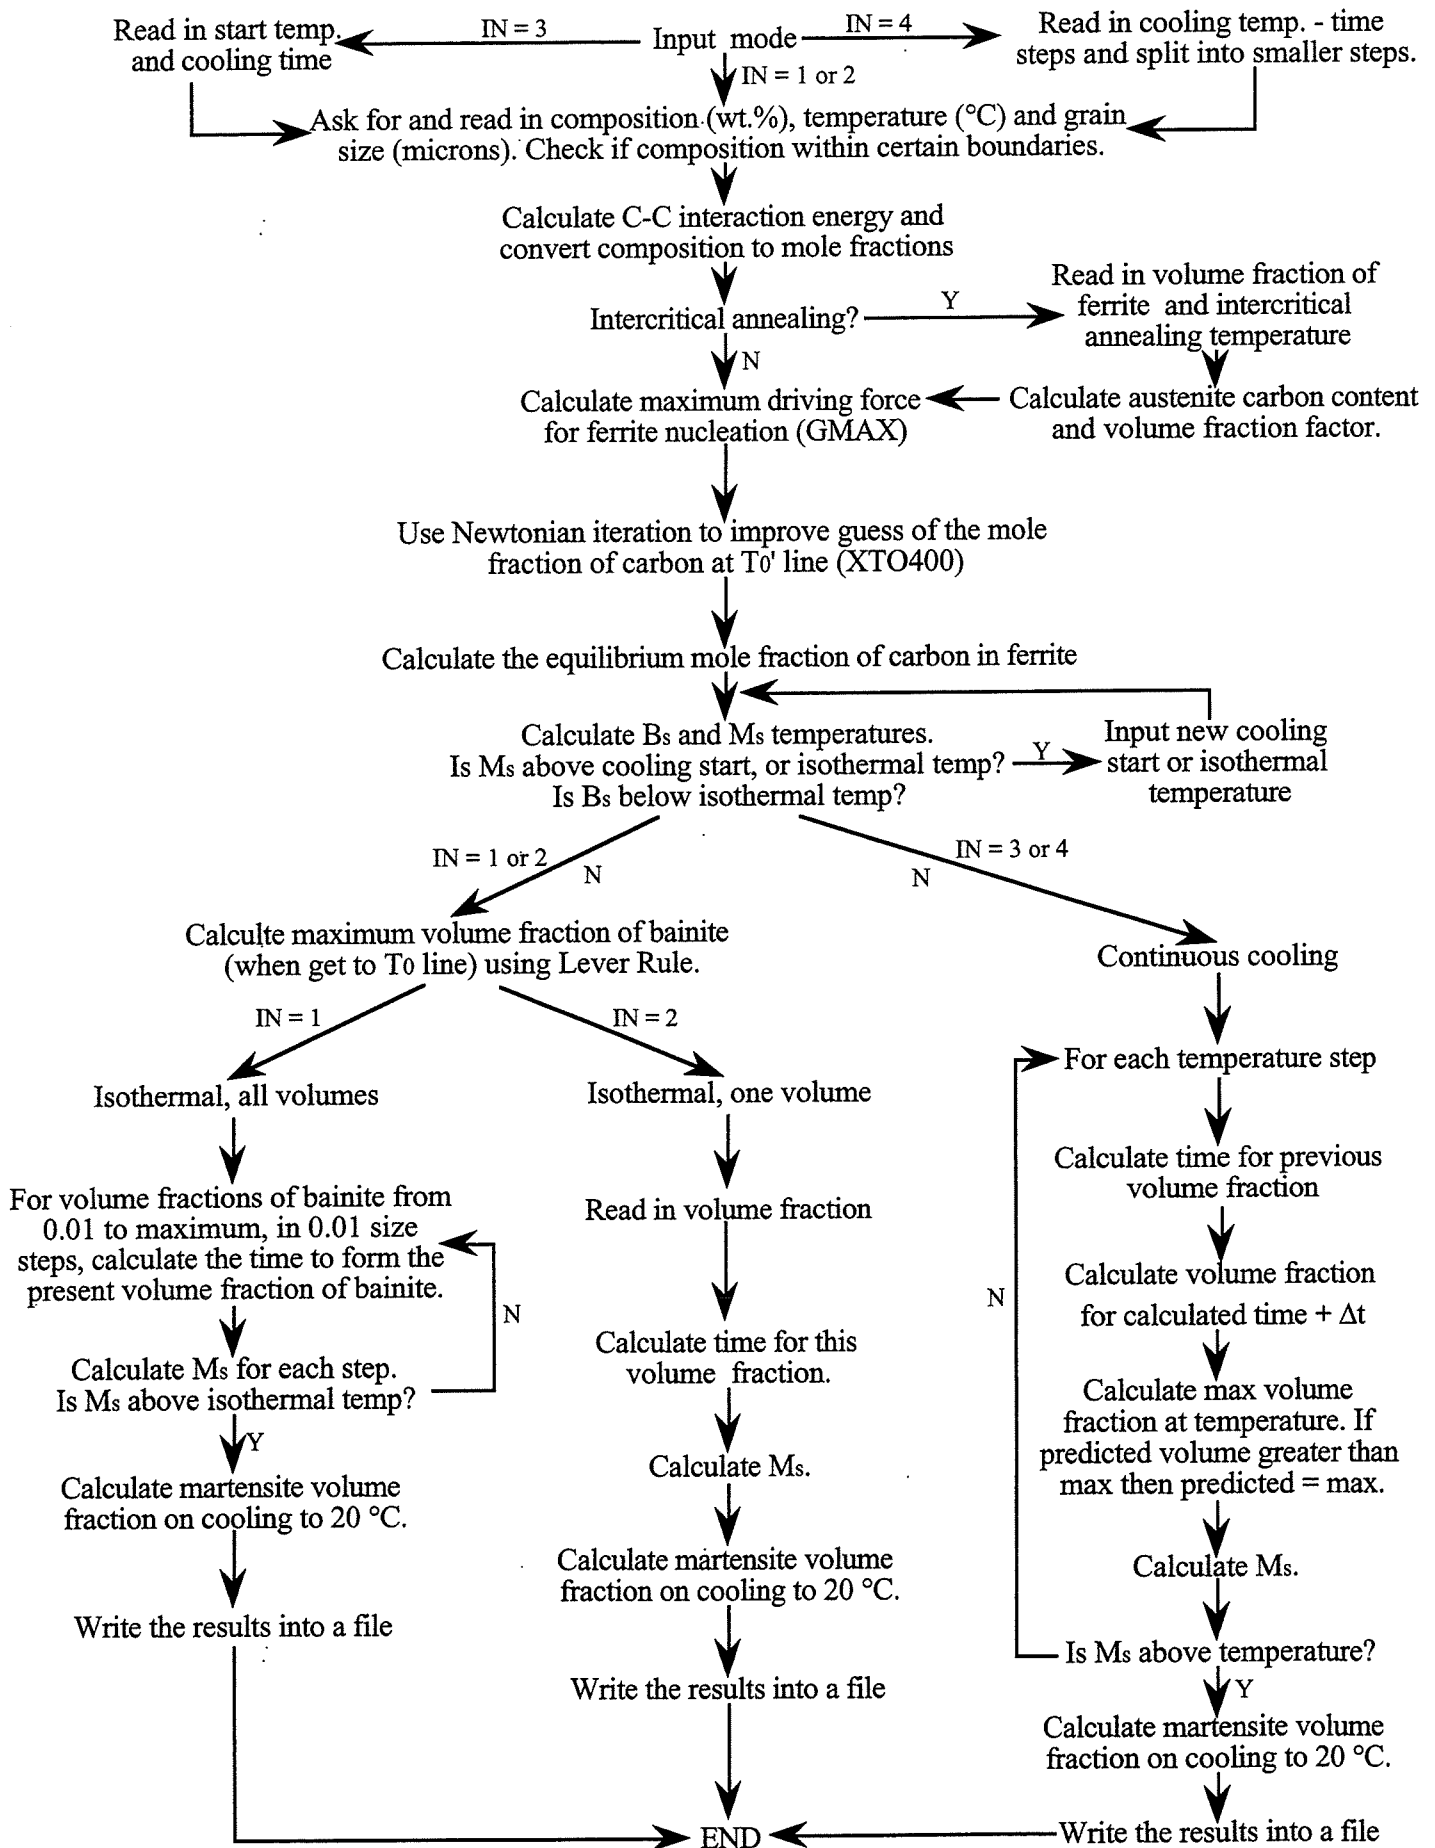 Read in start temp.
and cooling time
IN = 3
Input mode
IN = 4
Read in cooling temp. - time
steps and split into smaller steps.
IN = 1 or 2
Ask for and read in composition (wt.%), temperature (°C) and grain
size (microns). Check if composition within certain boundaries.
Calculate C-C interaction energy and
convert composition to mole fractions
Intercritical annealing?
Y
Read in volume fraction of
ferrite and intercritical
annealing temperature
N
Calculate maximum driving force
for ferrite nucleation (GMAX)
Calculate austenite carbon content
and volume fraction factor.
Use Newtonian iteration to improve guess of the mole
fraction of carbon at T0' line (XTO400)
Calculate the equilibrium mole fraction of carbon in ferrite
Calculate Bs and Ms temperatures.
Is Ms above cooling start, or isothermal temp?
Is Bs below isothermal temp?
Y
Input new cooling
start or isothermal
temperature
IN = 1 or 2
N
IN = 3 or 4
N
Calculte maximum volume fraction of bainite
(when get to T0 line) using Lever Rule.
Continuous cooling
IN = 1
IN = 2
Isothermal, all volumes
Isothermal, one volume
For each temperature step
For volume fractions of bainite from
0.01 to maximum, in 0.01 size
steps, calculate the time to form the
present volume fraction of bainite.
N
Calculate Ms for each step.
Is Ms above isothermal temp?
Y
Calculate martensite volume
fraction on cooling to 20 °C.
Write the results into a file
Read in volume fraction
Calculate time for this
volume fraction.
Calculate Ms.
Calculate martensite volume
fraction on cooling to 20 °C.
Write the results into a file
Calculate time for previous
volume fraction
Calculate volume fraction
for calculated time + Δt
N
Calculate max volume
fraction at temperature. If
predicted volume greater than
max then predicted = max.
Calculate Ms.
Is Ms above temperature?
Y
Calculate martensite volume
fraction on cooling to 20 °C.
Write the results into a file
END